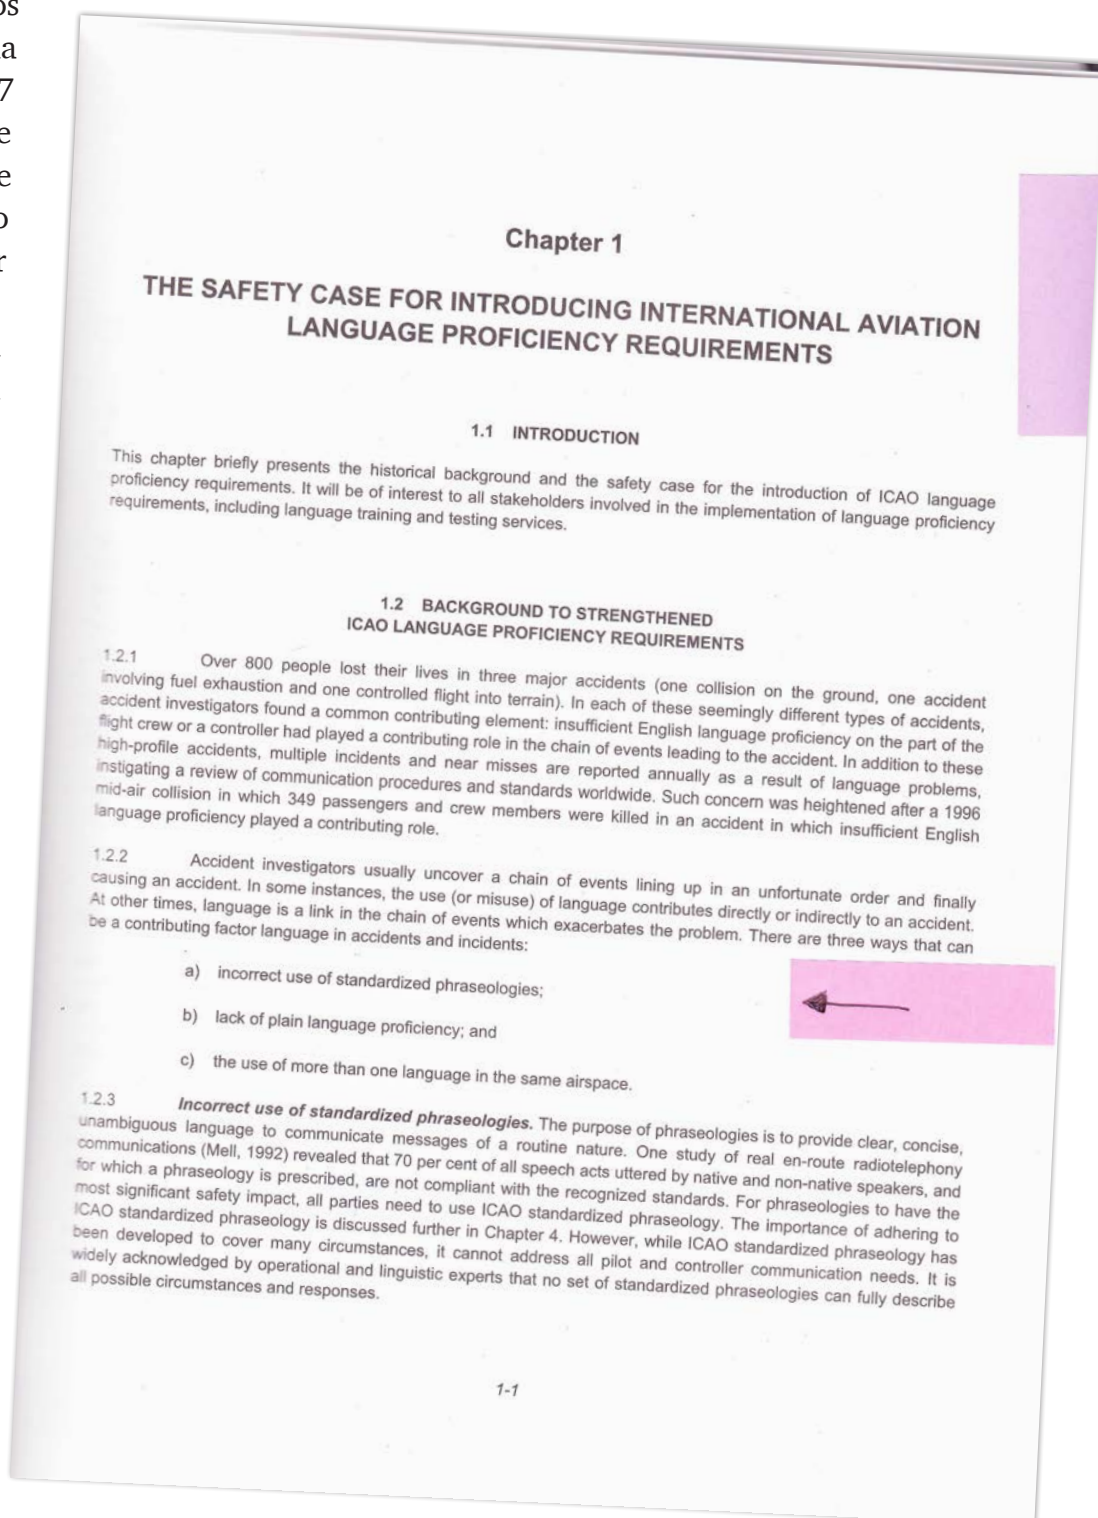 os
a
7
e
e
o
r
Chapter 1
THE SAFETY CASE FOR INTRODUCING INTERNATIONAL AVIATION
LANGUAGE PROFICIENCY REQUIREMENTS
1.1 INTRODUCTION
This chapter briefly presents the historical background and the safety case for the introduction of ICAO language
proficiency requirements. It will be of interest to all stakeholders involved in the implementation of language proficiency
requirements, including language training and testing services.
1.2 BACKGROUND TO STRENGTHENED
ICAO LANGUAGE PROFICIENCY REQUIREMENTS
1.2.1 Over 800 people lost their lives in three major accidents (one collision on the ground, one accident
involving fuel exhaustion and one controlled flight into terrain). In each of these seemingly different types of accidents,
accident investigators found a common contributing element: insufficient English language proficiency on the part of the
flight crew or a controller had played a contributing role in the chain of events leading to the accident. In addition to these
high-profile accidents, multiple incidents and near misses are reported annually as a result of language problems,
instigating a review of communication procedures and standards worldwide. Such concern was heightened after a 1996
mid-air collision in which 349 passengers and crew members were killed in an accident in which insufficient English
language proficiency played a contributing role.
1.2.2 Accident investigators usually uncover a chain of events lining up in an unfortunate order and finally
causing an accident. In some instances, the use (or misuse) of language contributes directly or indirectly to an accident.
At other times, language is a link in the chain of events which exacerbates the problem. There are three ways that can
be a contributing factor language in accidents and incidents:
a) incorrect use of standardized phraseologies;
b) lack of plain language proficiency; and
c) the use of more than one language in the same airspace.
1.2.3 Incorrect use of standardized phraseologies. The purpose of phraseologies is to provide clear, concise,
unambiguous language to communicate messages of a routine nature. One study of real en-route radiotelephony
communications (Mell, 1992) revealed that 70 per cent of all speech acts uttered by native and non-native speakers, and
for which a phraseology is prescribed, are not compliant with the recognized standards. For phraseologies to have the
most significant safety impact, all parties need to use ICAO standardized phraseology. The importance of adhering to
ICAO standardized phraseology is discussed further in Chapter 4. However, while ICAO standardized phraseology has
been developed to cover many circumstances, it cannot address all pilot and controller communication needs. It is
widely acknowledged by operational and linguistic experts that no set of standardized phraseologies can fully describe
all possible circumstances and responses.
1-1